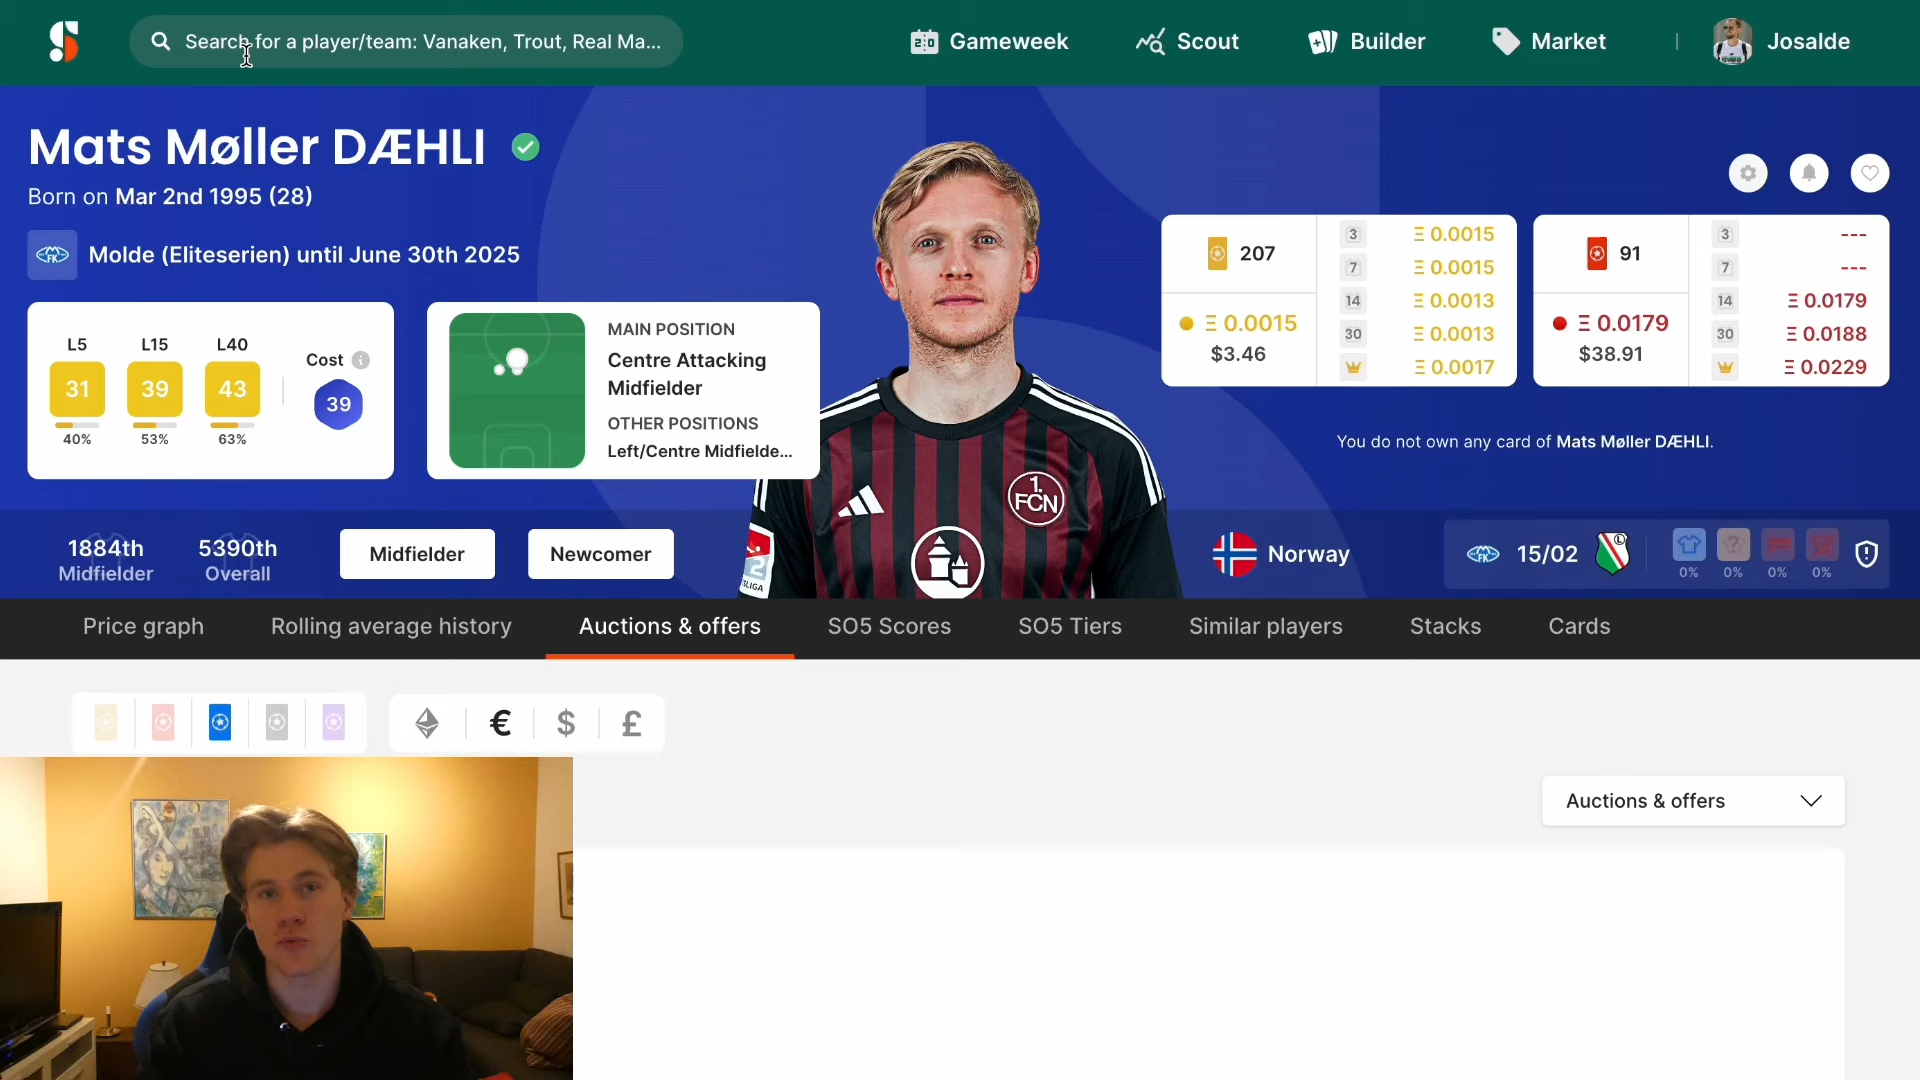 Search for a player/team: Vanaken, Trout, Real Ma...
2:0 Gameweek
Scout
Builder
Market
Josalde
Mats Møller DÆHLI
Born on Mar 2nd 1995 (28)
Molde (Eliteserien) until June 30th 2025
L5
L15
L40
Cost i
31
39
43
39
40%
53%
63%
MAIN POSITION
Centre Attacking
Midfielder
OTHER POSITIONS
Left/Centre Midfielde...
1.
FCN
207
Ξ 0.0015
$3.46
3 Ξ 0.0015
7 Ξ 0.0015
14 Ξ 0.0013
30 Ξ 0.0013
Ξ 0.0017
91
Ξ 0.0179
$38.91
3 ---
7 ---
14 Ξ 0.0179
30 Ξ 0.0188
Ξ 0.0229
You do not own any card of Mats Møller DÆHLI.
1884th
Midfielder
5390th
Overall
Midfielder
Newcomer
Norway
15/02
0%
0%
0%
0%
Price graph
Rolling average history
Auctions & offers
SO5 Scores
SO5 Tiers
Similar players
Stacks
Cards
€
$
£
Auctions & offers